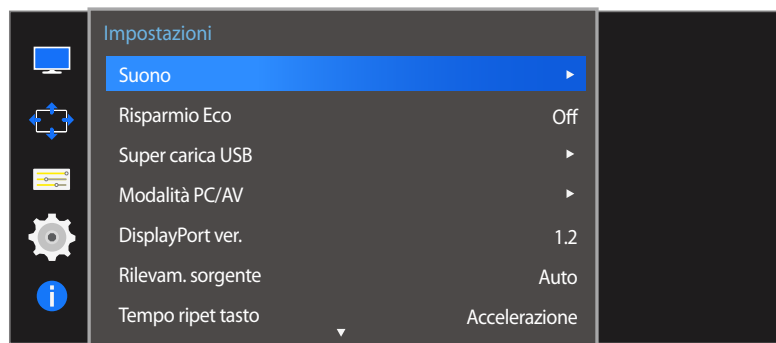 Impostazioni
Suono
Risparmio Eco Off
Super carica USB
Modalità PC/AV
DisplayPort ver. 1.2
Rilevam. sorgente Auto
Tempo ripet tasto Accelerazione